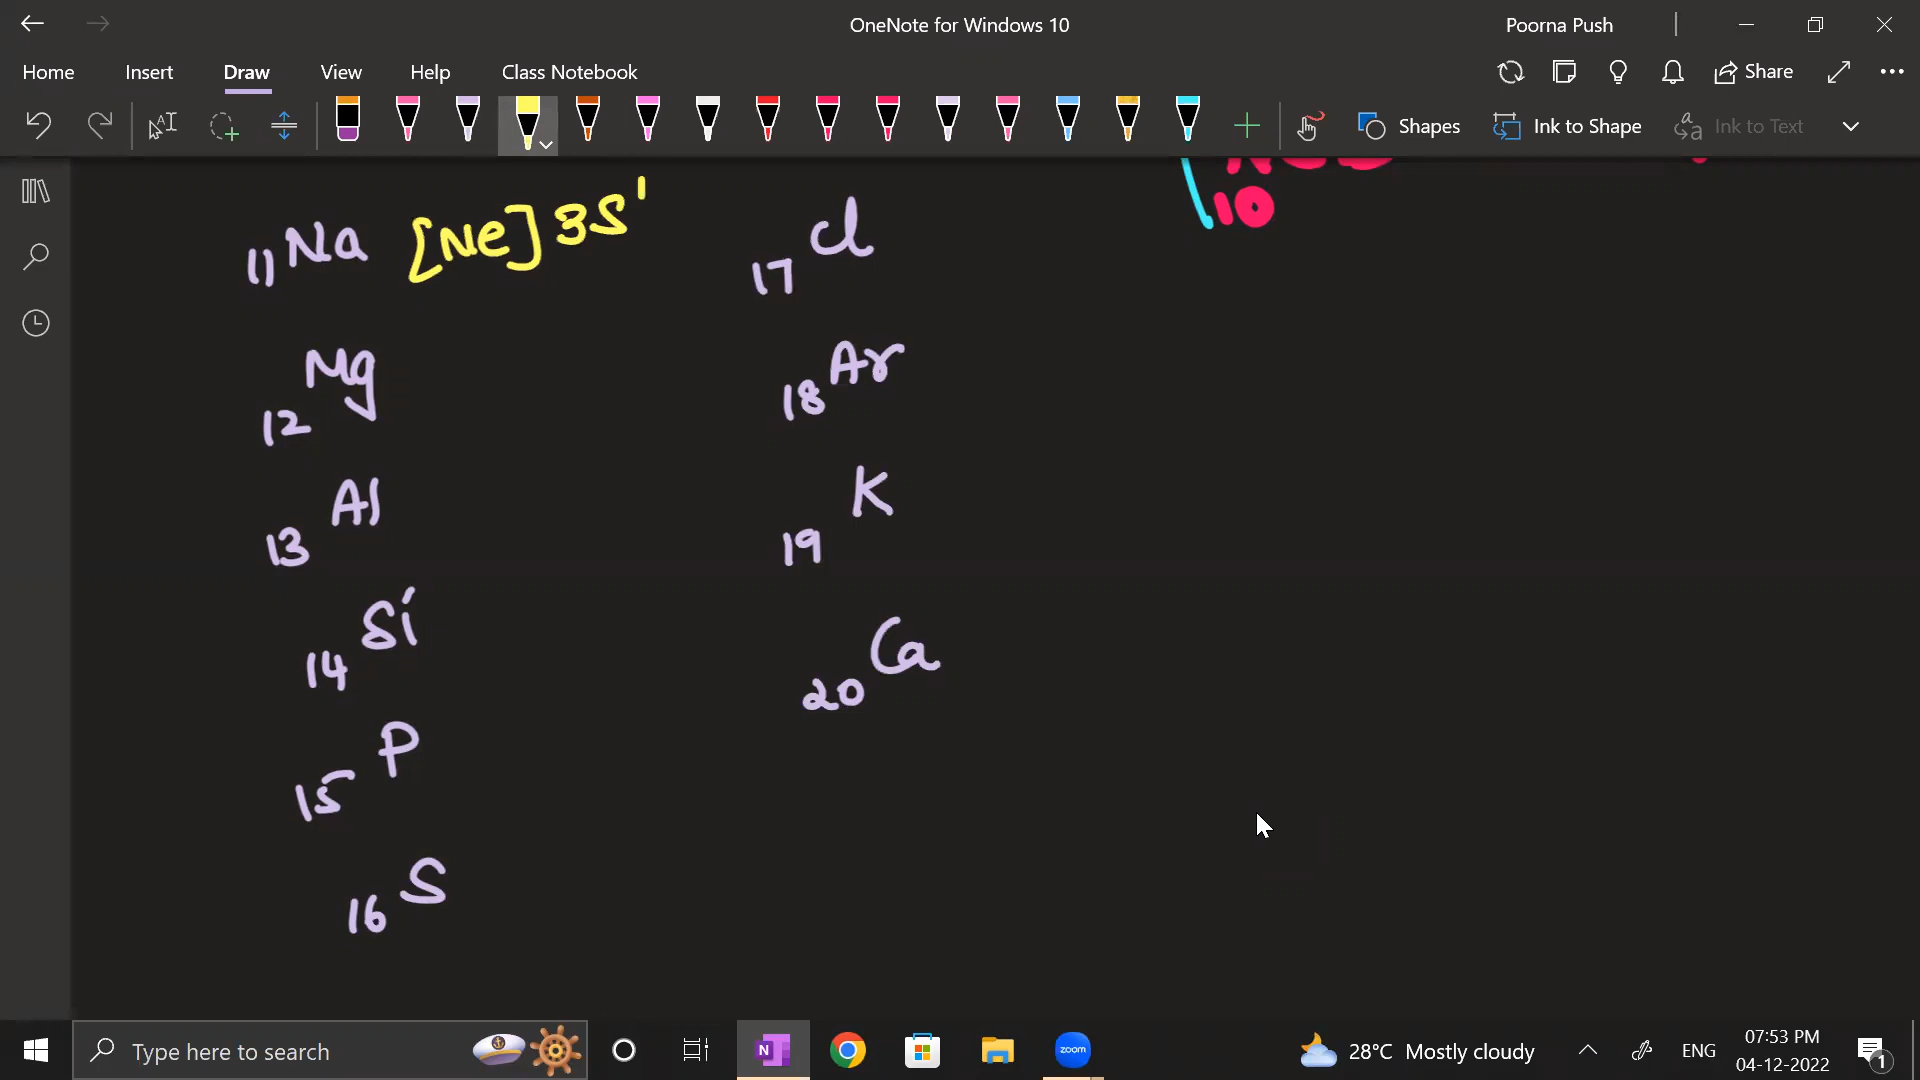 OneNote for Windows 10
Poorna Push
Home Insert Draw View Help Class Notebook
Share
Shapes Ink to Shape Ink to Text
10
11 Na [Ne] 3S¹
12 Mg
13 Al
14 Si
15 P
16 S
17 Cl
18 Ar
19 K
20 Ca
Type here to search
N
zoom
28°C Mostly cloudy
ENG
07:53 PM
04-12-2022
1